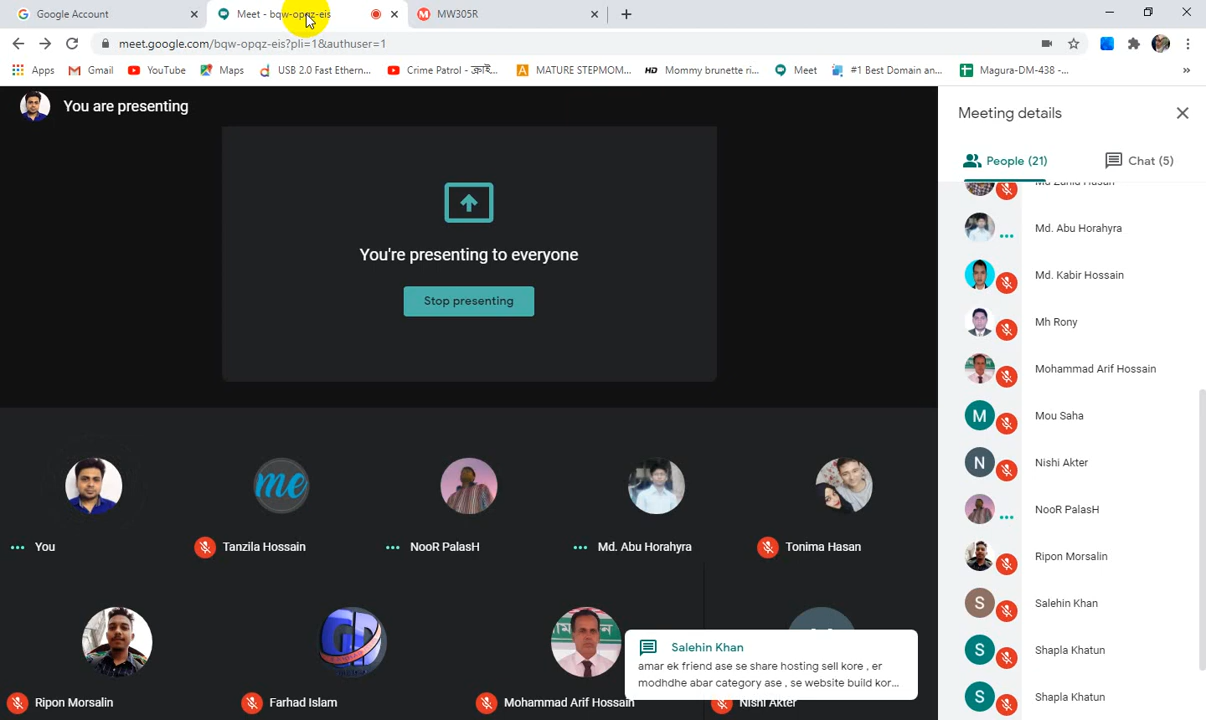 Google Account
Meet - bqw-opqz-eis
MW305R
meet.google.com/bqw-opqz-eis?pli=1&authuser=1
Apps
Gmail
YouTube
Maps
USB 2.0 Fast Ethern...
Crime Patrol - ক্রাই...
MATURE STEPMOM...
HD Mommy brunette ri...
Meet
#1 Best Domain an...
Magura-DM-438 -...
»
You are presenting
You're presenting to everyone
Stop presenting
Meeting details
People (21)
Chat (5)
Md Zahid Hasan
Md. Abu Horahyra
Md. Kabir Hossain
Mh Rony
Mohammad Arif Hossain
M Mou Saha
N Nishi Akter
NooR PalasH
Ripon Morsalin
S Salehin Khan
S Shapla Khatun
S Shapla Khatun
me
You
Tanzila Hossain
NooR PalasH
Md. Abu Horahyra
Tonima Hasan
Ripon Morsalin
Farhad Islam
Mohammad Arif Hossain
Nishi Akter
Salehin Khan
amar ek friend ase se share hosting sell kore , er
modhdhe abar category ase , se website build kor...